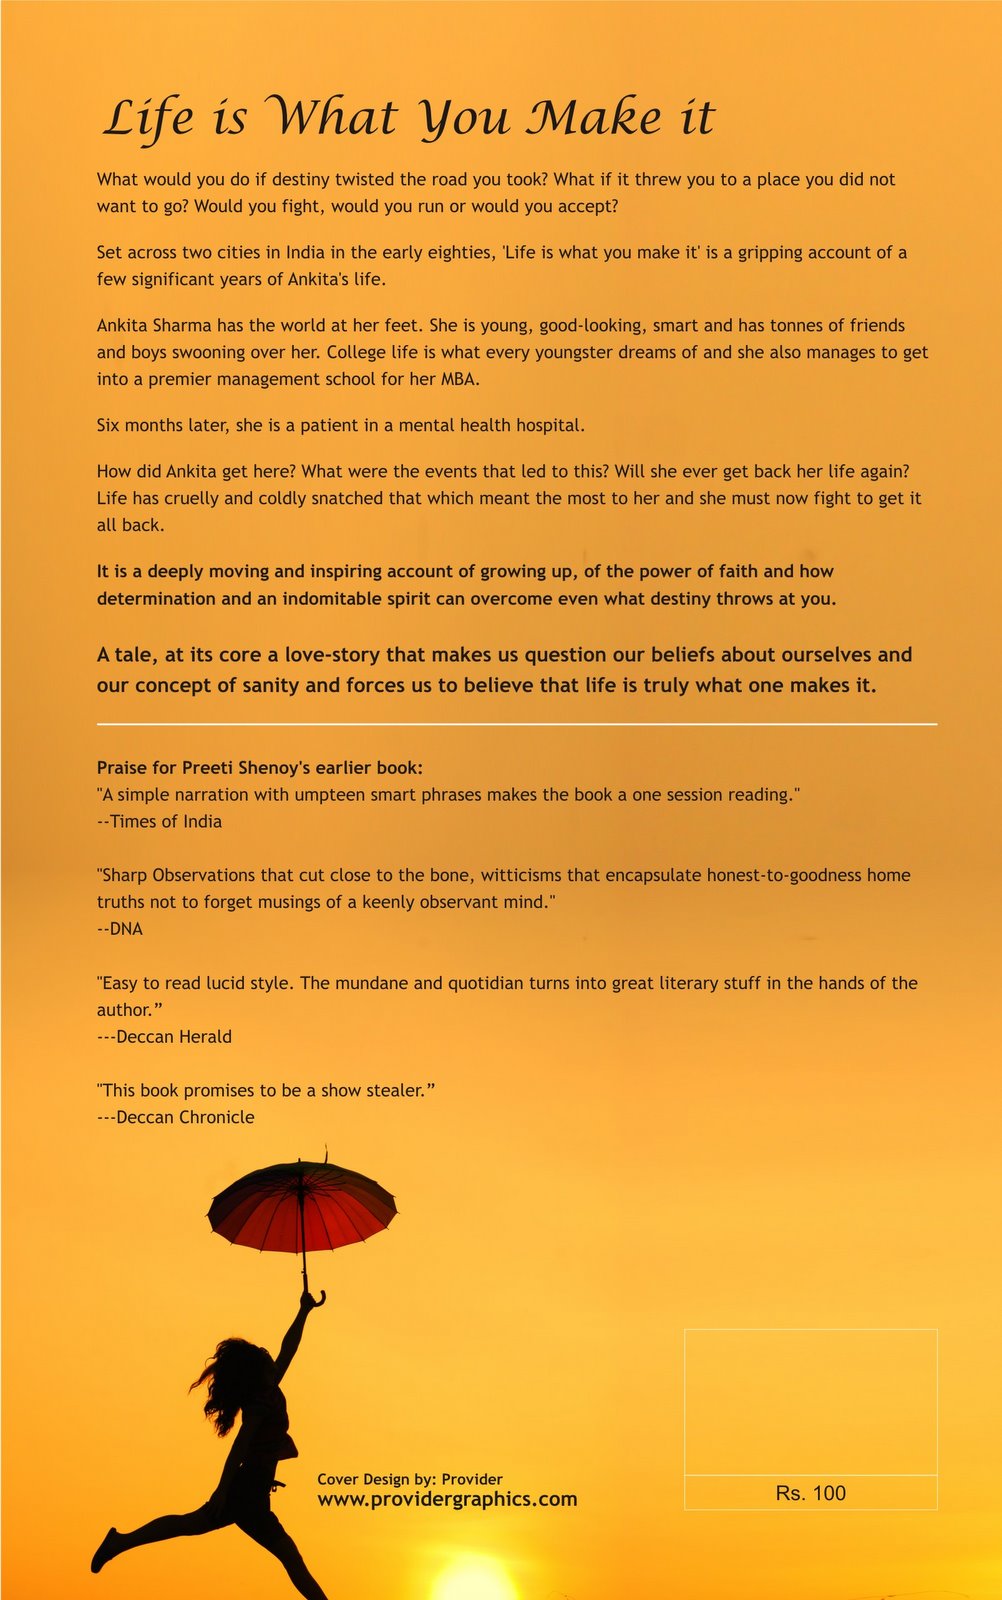 Life is What You Make it
What would you do if destiny twisted the road you took? What if it threw you to a place you did not
want to go? Would you fight, would you run or would you accept?
Set across two cities in India in the early eighties, 'Life is what you make it' is a gripping account of a
few significant years of Ankita's life.
Ankita Sharma has the world at her feet. She is young, good-looking, smart and has tonnes of friends
and boys swooning over her. College life is what every youngster dreams of and she also manages to get
into a premier management school for her MBA.
Six months later, she is a patient in a mental health hospital.
How did Ankita get here? What were the events that led to this? Will she ever get back her life again?
Life has cruelly and coldly snatched that which meant the most to her and she must now fight to get it
all back.
It is a deeply moving and inspiring account of growing up, of the power of faith and how
determination and an indomitable spirit can overcome even what destiny throws at you.
A tale, at its core a love-story that makes us question our beliefs about ourselves and
our concept of sanity and forces us to believe that life is truly what one makes it.
Praise for Preeti Shenoy's earlier book:
"A simple narration with umpteen smart phrases makes the book a one session reading."
--Times of India
"Sharp Observations that cut close to the bone, witticisms that encapsulate honest-to-goodness home
truths not to forget musings of a keenly observant mind."
--DNA
"Easy to read lucid style. The mundane and quotidian turns into great literary stuff in the hands of the
author.”
---Deccan Herald
"This book promises to be a show stealer.”
---Deccan Chronicle
Cover Design by: Provider
www.providergraphics.com
Rs. 100